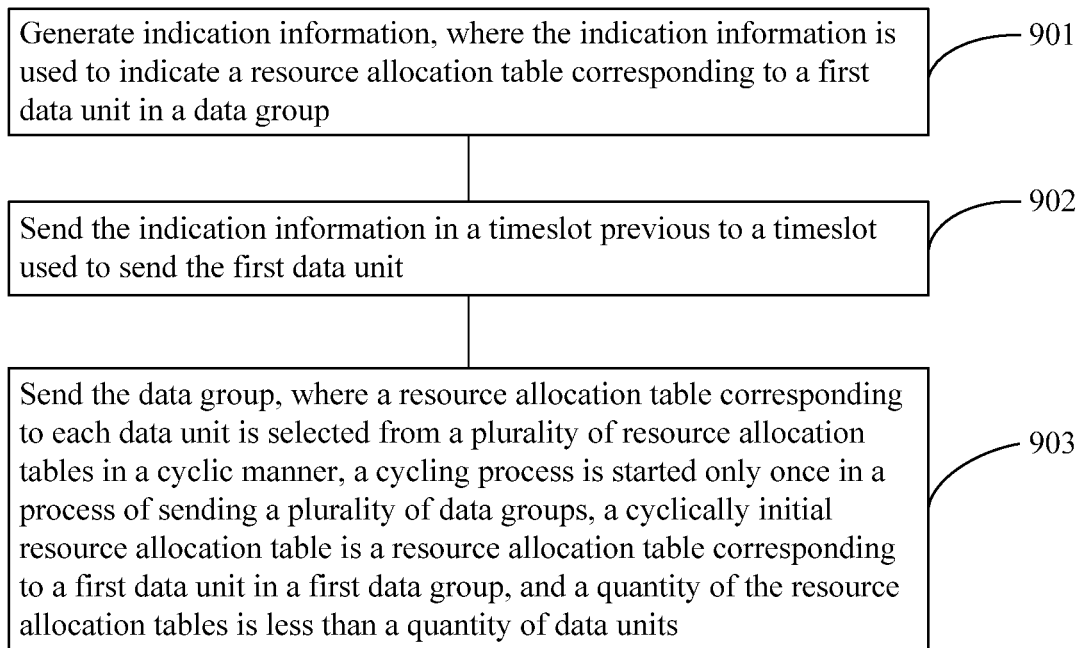 Generate indication information, where the indication information is
used to indicate a resource allocation table corresponding to a first
data unit in a data group
901
Send the indication information in a timeslot previous to a timeslot
used to send the first data unit
902
Send the data group, where a resource allocation table corresponding
to each data unit is selected from a plurality of resource allocation
tables in a cyclic manner, a cycling process is started only once in a
process of sending a plurality of data groups, a cyclically initial
resource allocation table is a resource allocation table corresponding
to a first data unit in a first data group, and a quantity of the resource
allocation tables is less than a quantity of data units
903